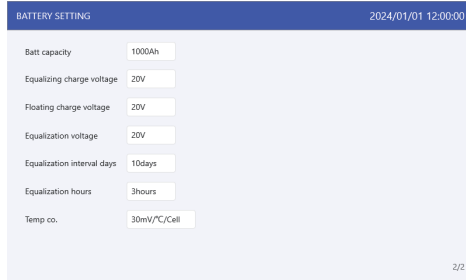 BATTERY SETTING 2024/01/01 12:00:00
Batt capacity 1000Ah
Equalizing charge voltage 20V
Floating charge voltage 20V
Equalization voltage 20V
Equalization interval days 10days
Equalization hours 3hours
Temp co. 30mV/℃/Cell
2/2